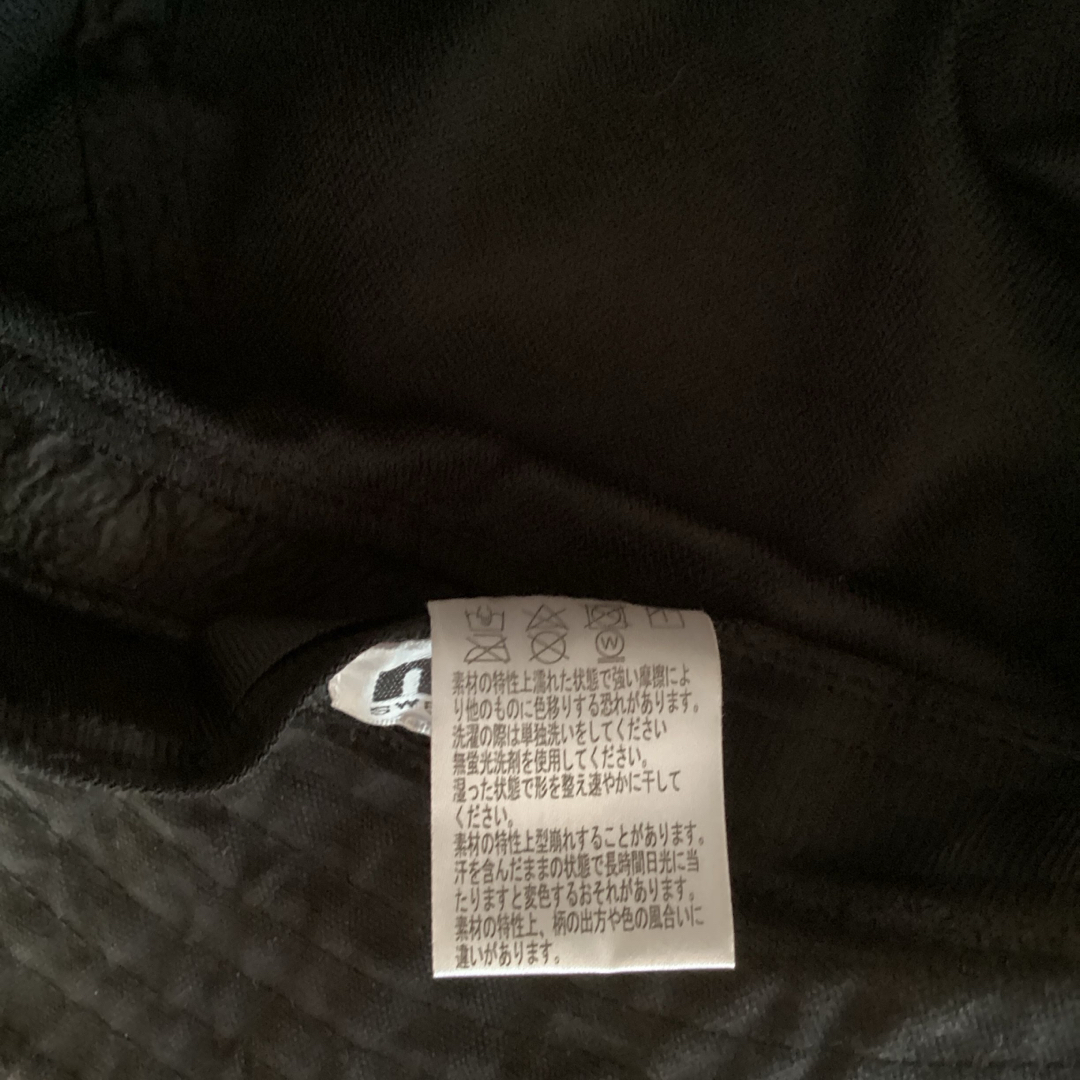 W
素材の特性上濡れた状態で強い摩擦によ
り他のものに色移りする恐れがあります。
洗濯の際は単独洗いをしてください
無蛍光洗剤を使用してください。
湿った状態で形を整え速やかに干して
ください。
素材の特性上型崩れすることがあります。
汗を含んだままの状態で長時間日光に当
たりますと変色するおそれがあります。
素材の特性上、柄の出方や色の風合いに
違いがあります。